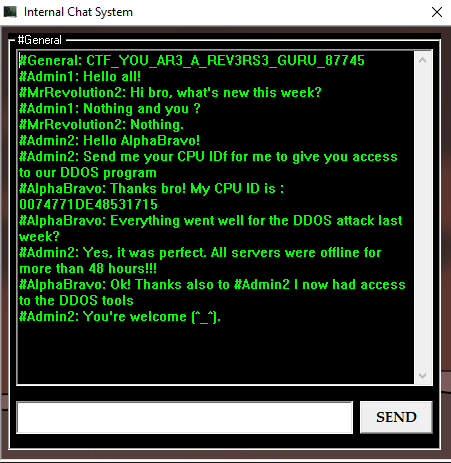 Internal Chat System
#General
#General: CTF_YOU_AR3_A_REV3RS3_GURU_87745
#Admin1: Hello all!
#MrRevolution2: Hi bro, what's new this week?
#Admin1: Nothing and you ?
#MrRevolution2: Nothing.
#Admin2: Hello AlphaBravo!
#Admin2: Send me your CPU IDf for me to give you access
to our DDOS program
#AlphaBravo: Thanks bro! My CPU ID is :
0074771DE48531715
#AlphaBravo: Everything went well for the DDOS attack last
week?
#Admin2: Yes, it was perfect. All servers were offline for
more than 48 hours!!!
#AlphaBravo: Ok! Thanks also to #Admin2 I now had access
to the DDOS tools
#Admin2: You're welcome (^_^).
SEND